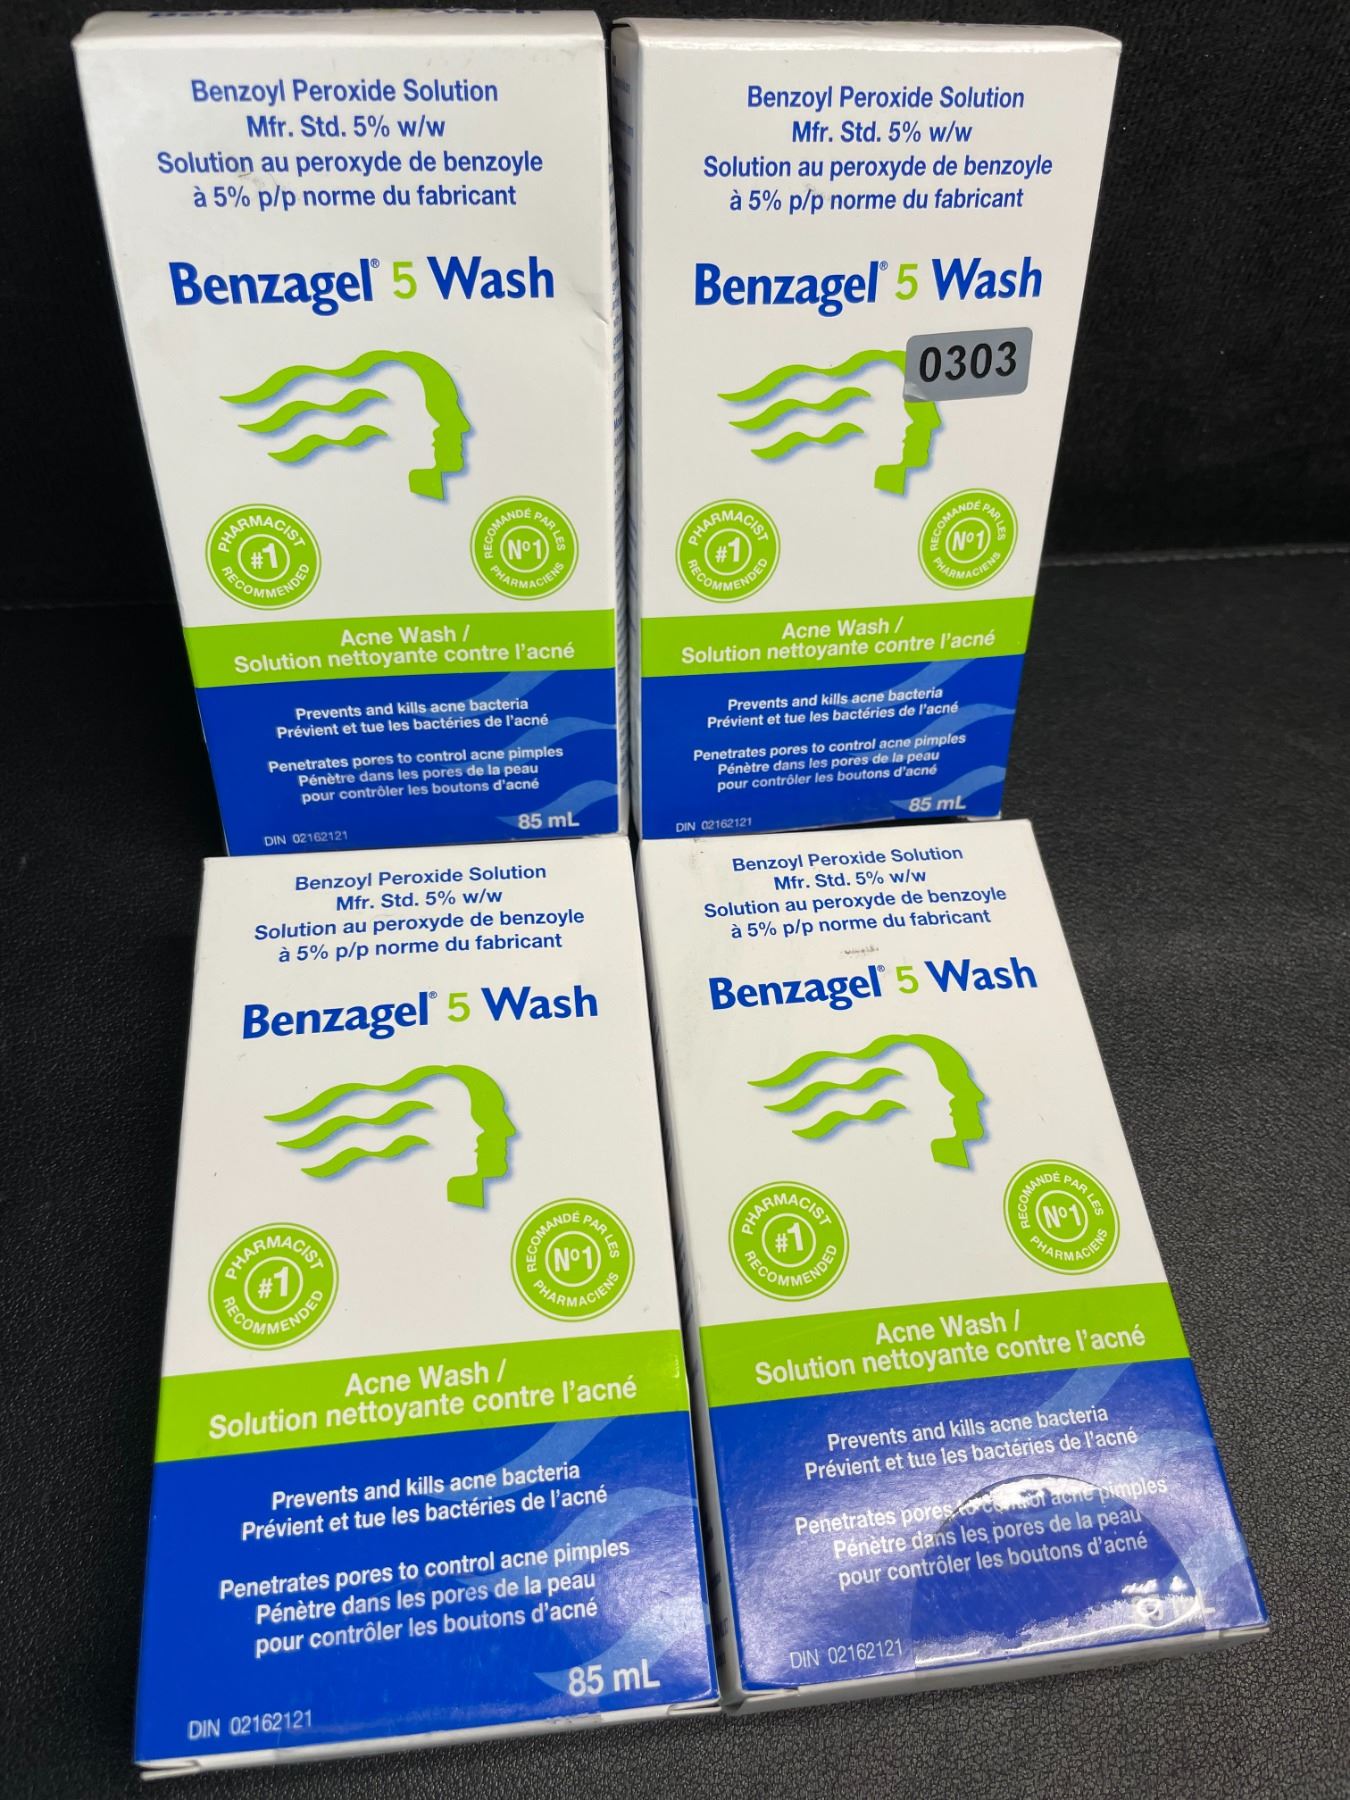 Benzoyl Peroxide Solution
Mfr. Std. 5% w/w
Solution au peroxyde de benzoyle
à 5% p/p norme du fabricant
Benzagel® 5 Wash
PHARMACIST
#1
RECOMMENDED
RECOMANDÉ PAR LES
Nº1
PHARMACIENS
Acne Wash /
Solution nettoyante contre l'acné
Prevents and kills acne bacteria
Prévient et tue les bactéries de l'acné
Penetrates pores to control acne pimples
Pénètre dans les pores de la peau
pour contrôler les boutons d'acné
85 mL
DIN 02162121
Benzoyl Peroxide Solution
Mfr. Std. 5% w/w
Solution au peroxyde de benzoyle
à 5% p/p norme du fabricant
Benzagel® 5 Wash
0303
PHARMACIST
#1
RECOMMENDED
RECOMANDÉ PAR LES
Nº1
PHARMACIENS
Acne Wash /
Solution nettoyante contre l'acné
Prevents and kills acne bacteria
Prévient et tue les bactéries de l'acné
Penetrates pores to control acne pimples
Pénètre dans les pores de la peau
pour contrôler les boutons d'acné
85 mL
DIN 02162121
Benzoyl Peroxide Solution
Mfr. Std. 5% w/w
Solution au peroxyde de benzoyle
à 5% p/p norme du fabricant
Benzagel® 5 Wash
PHARMACIST
#1
RECOMMENDED
RECOMANDÉ PAR LES
Nº1
PHARMACIENS
Acne Wash /
Solution nettoyante contre l'acné
Prevents and kills acne bacteria
Prévient et tue les bactéries de l'acné
Penetrates pores to control acne pimples
Pénètre dans les pores de la peau
pour contrôler les boutons d'acné
85 mL
DIN 02162121
Benzoyl Peroxide Solution
Mfr. Std. 5% w/w
Solution au peroxyde de benzoyle
à 5% p/p norme du fabricant
Benzagel® 5 Wash
PHARMACIST
#1
RECOMMENDED
RECOMANDÉ PAR LES
Nº1
PHARMACIENS
Acne Wash /
Solution nettoyante contre l'acné
Prevents and kills acne bacteria
Prévient et tue les bactéries de l'acné
Penetrates pores to control acne pimples
Pénètre dans les pores de la peau
pour contrôler les boutons d'acné
DIN 02162121